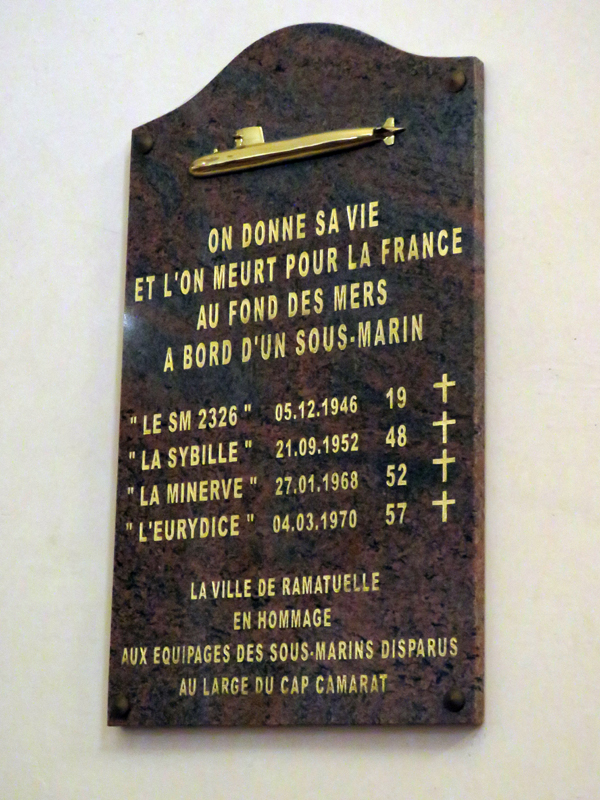 ON DONNE SA VIE
ET L'ON MEURT POUR LA FRANCE
AU FOND DES MERS
A BORD D'UN SOUS-MARIN
" LE SM 2326 " 05.12.1946 19
" LA SYBILLE " 21.09.1952 48
" LA MINERVE " 27.01.1968 52
" L'EURYDICE " 04.03.1970 57
LA VILLE DE RAMATUELLE
EN HOMMAGE
AUX EQUIPAGES DES SOUS-MARINS DISPARUS
AU LARGE DU CAP CAMARAT